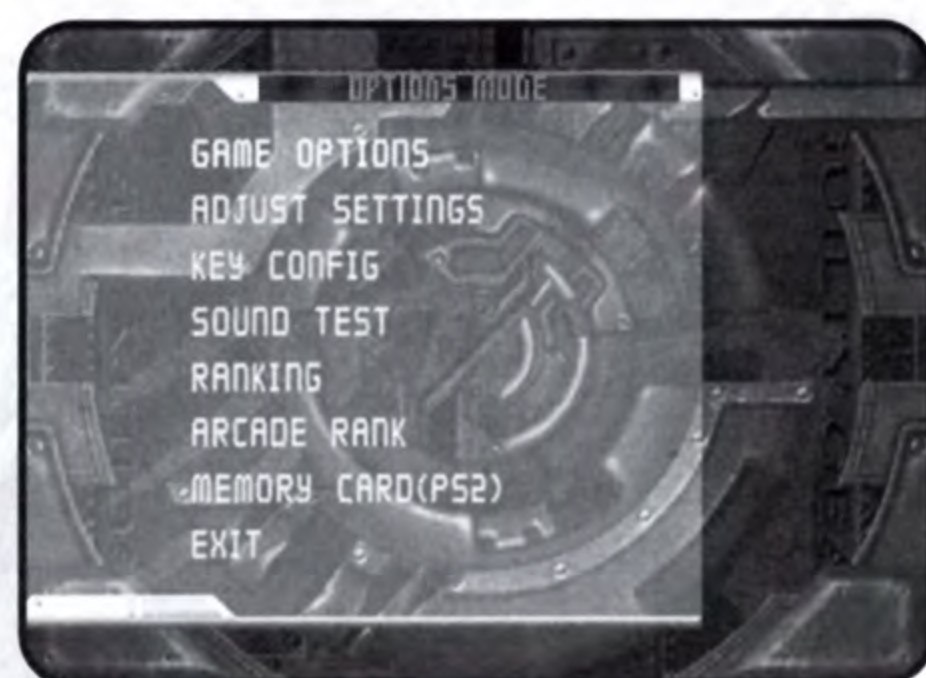 OPTIONS MODE
GAME OPTIONS
ADJUST SETTINGS
KEY CONFIG
SOUND TEST
RANKING
ARCADE RANK
MEMORY CARD(PS2)
EXIT